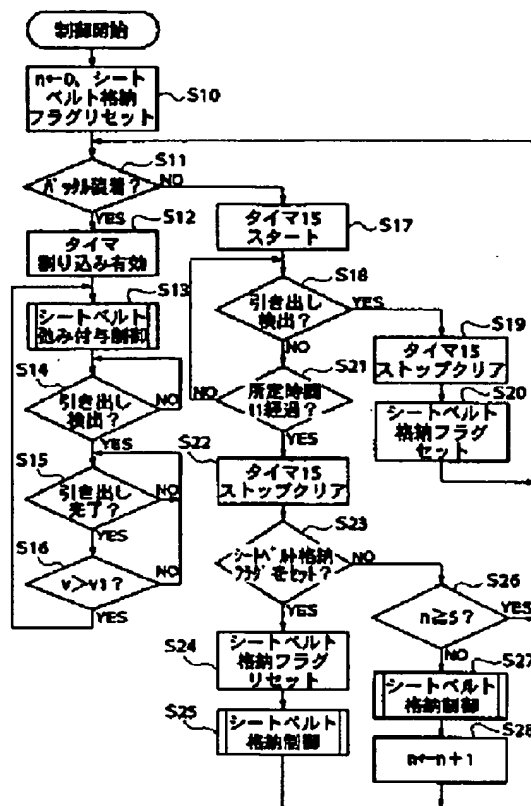 制御開始
n←0、シート
ベルト格納
フラグリセット
S10
S11
バックル装着?
NO
YES
S12
タイマ
割り込み有効
S13
シートベルト
弛み付与制御
S14
引き出し
検出?
NO
YES
S15
引き出し
完了?
NO
YES
S16
v>v1?
NO
YES
タイマ15
スタート
S17
S18
引き出し
検出?
YES
NO
S19
タイマ15
ストップクリア
S20
シートベルト
格納フラグ
セット
S21
所定時間
t1経過?
NO
YES
S22
タイマ15
ストップクリア
S23
シートベルト格納
フラグをセット?
NO
YES
S24
シートベルト
格納フラグ
リセット
S25
シートベルト
格納制御
S26
n≧5?
YES
NO
S27
シートベルト
格納制御
S28
n←n+1